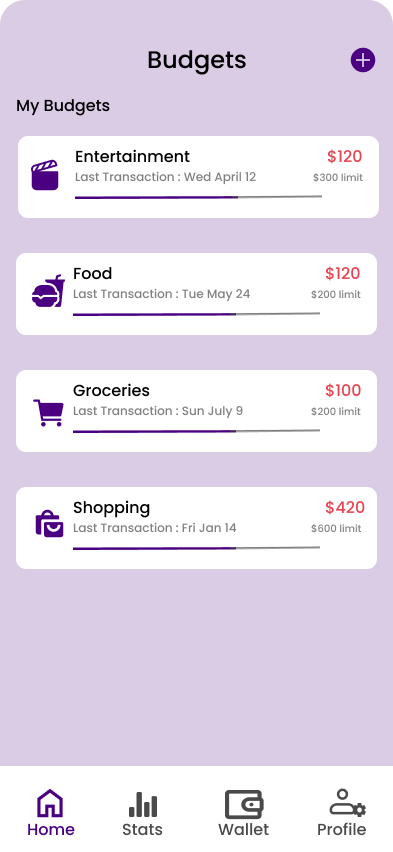 Budgets
My Budgets
Entertainment $120
Last Transaction : Wed April 12 $300 limit
Food $120
Last Transaction : Tue May 24 $200 limit
Groceries $100
Last Transaction : Sun July 9 $200 limit
Shopping $420
Last Transaction : Fri Jan 14 $600 limit
Home Stats Wallet Profile